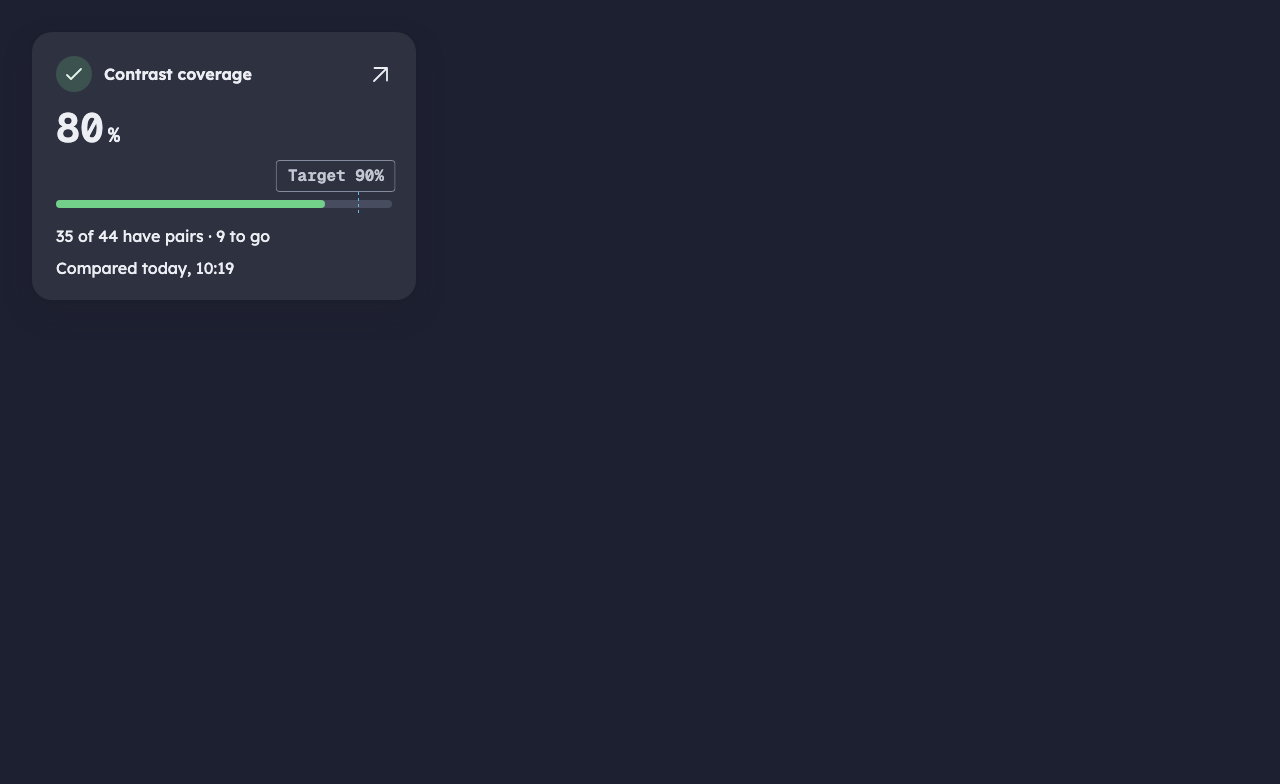 Contrast coverage
80%
Target 90%
35 of 44 have pairs · 9 to go
Compared today, 10:19